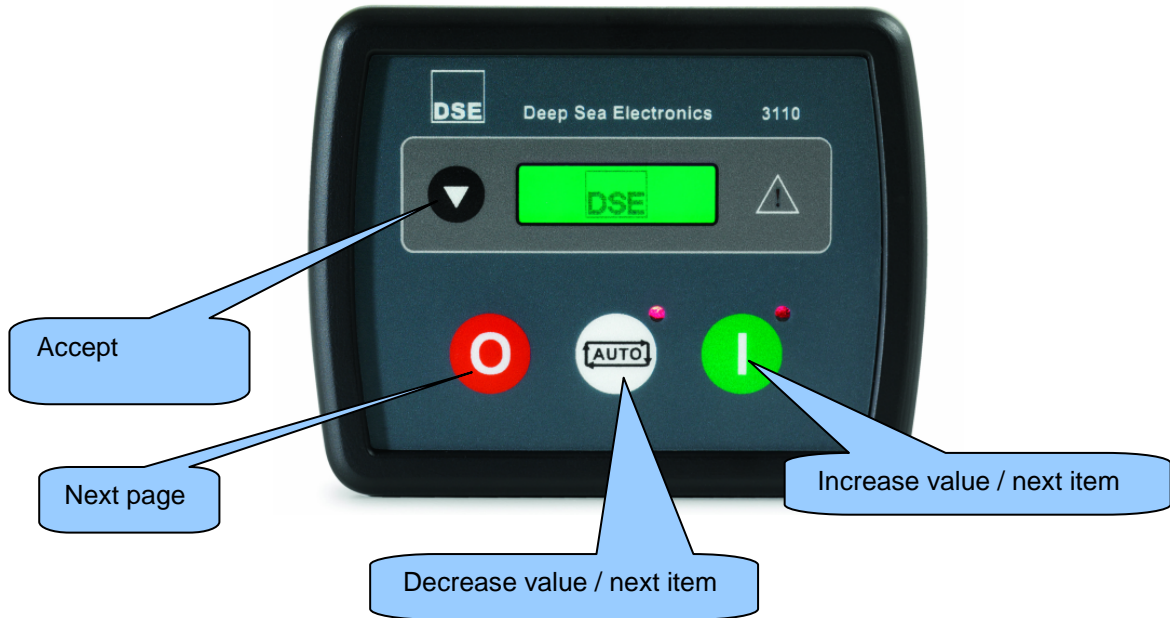 DSE
Deep Sea Electronics
3110
DSE
Accept
O
AUTO
I
Next page
Increase value / next item
Decrease value / next item